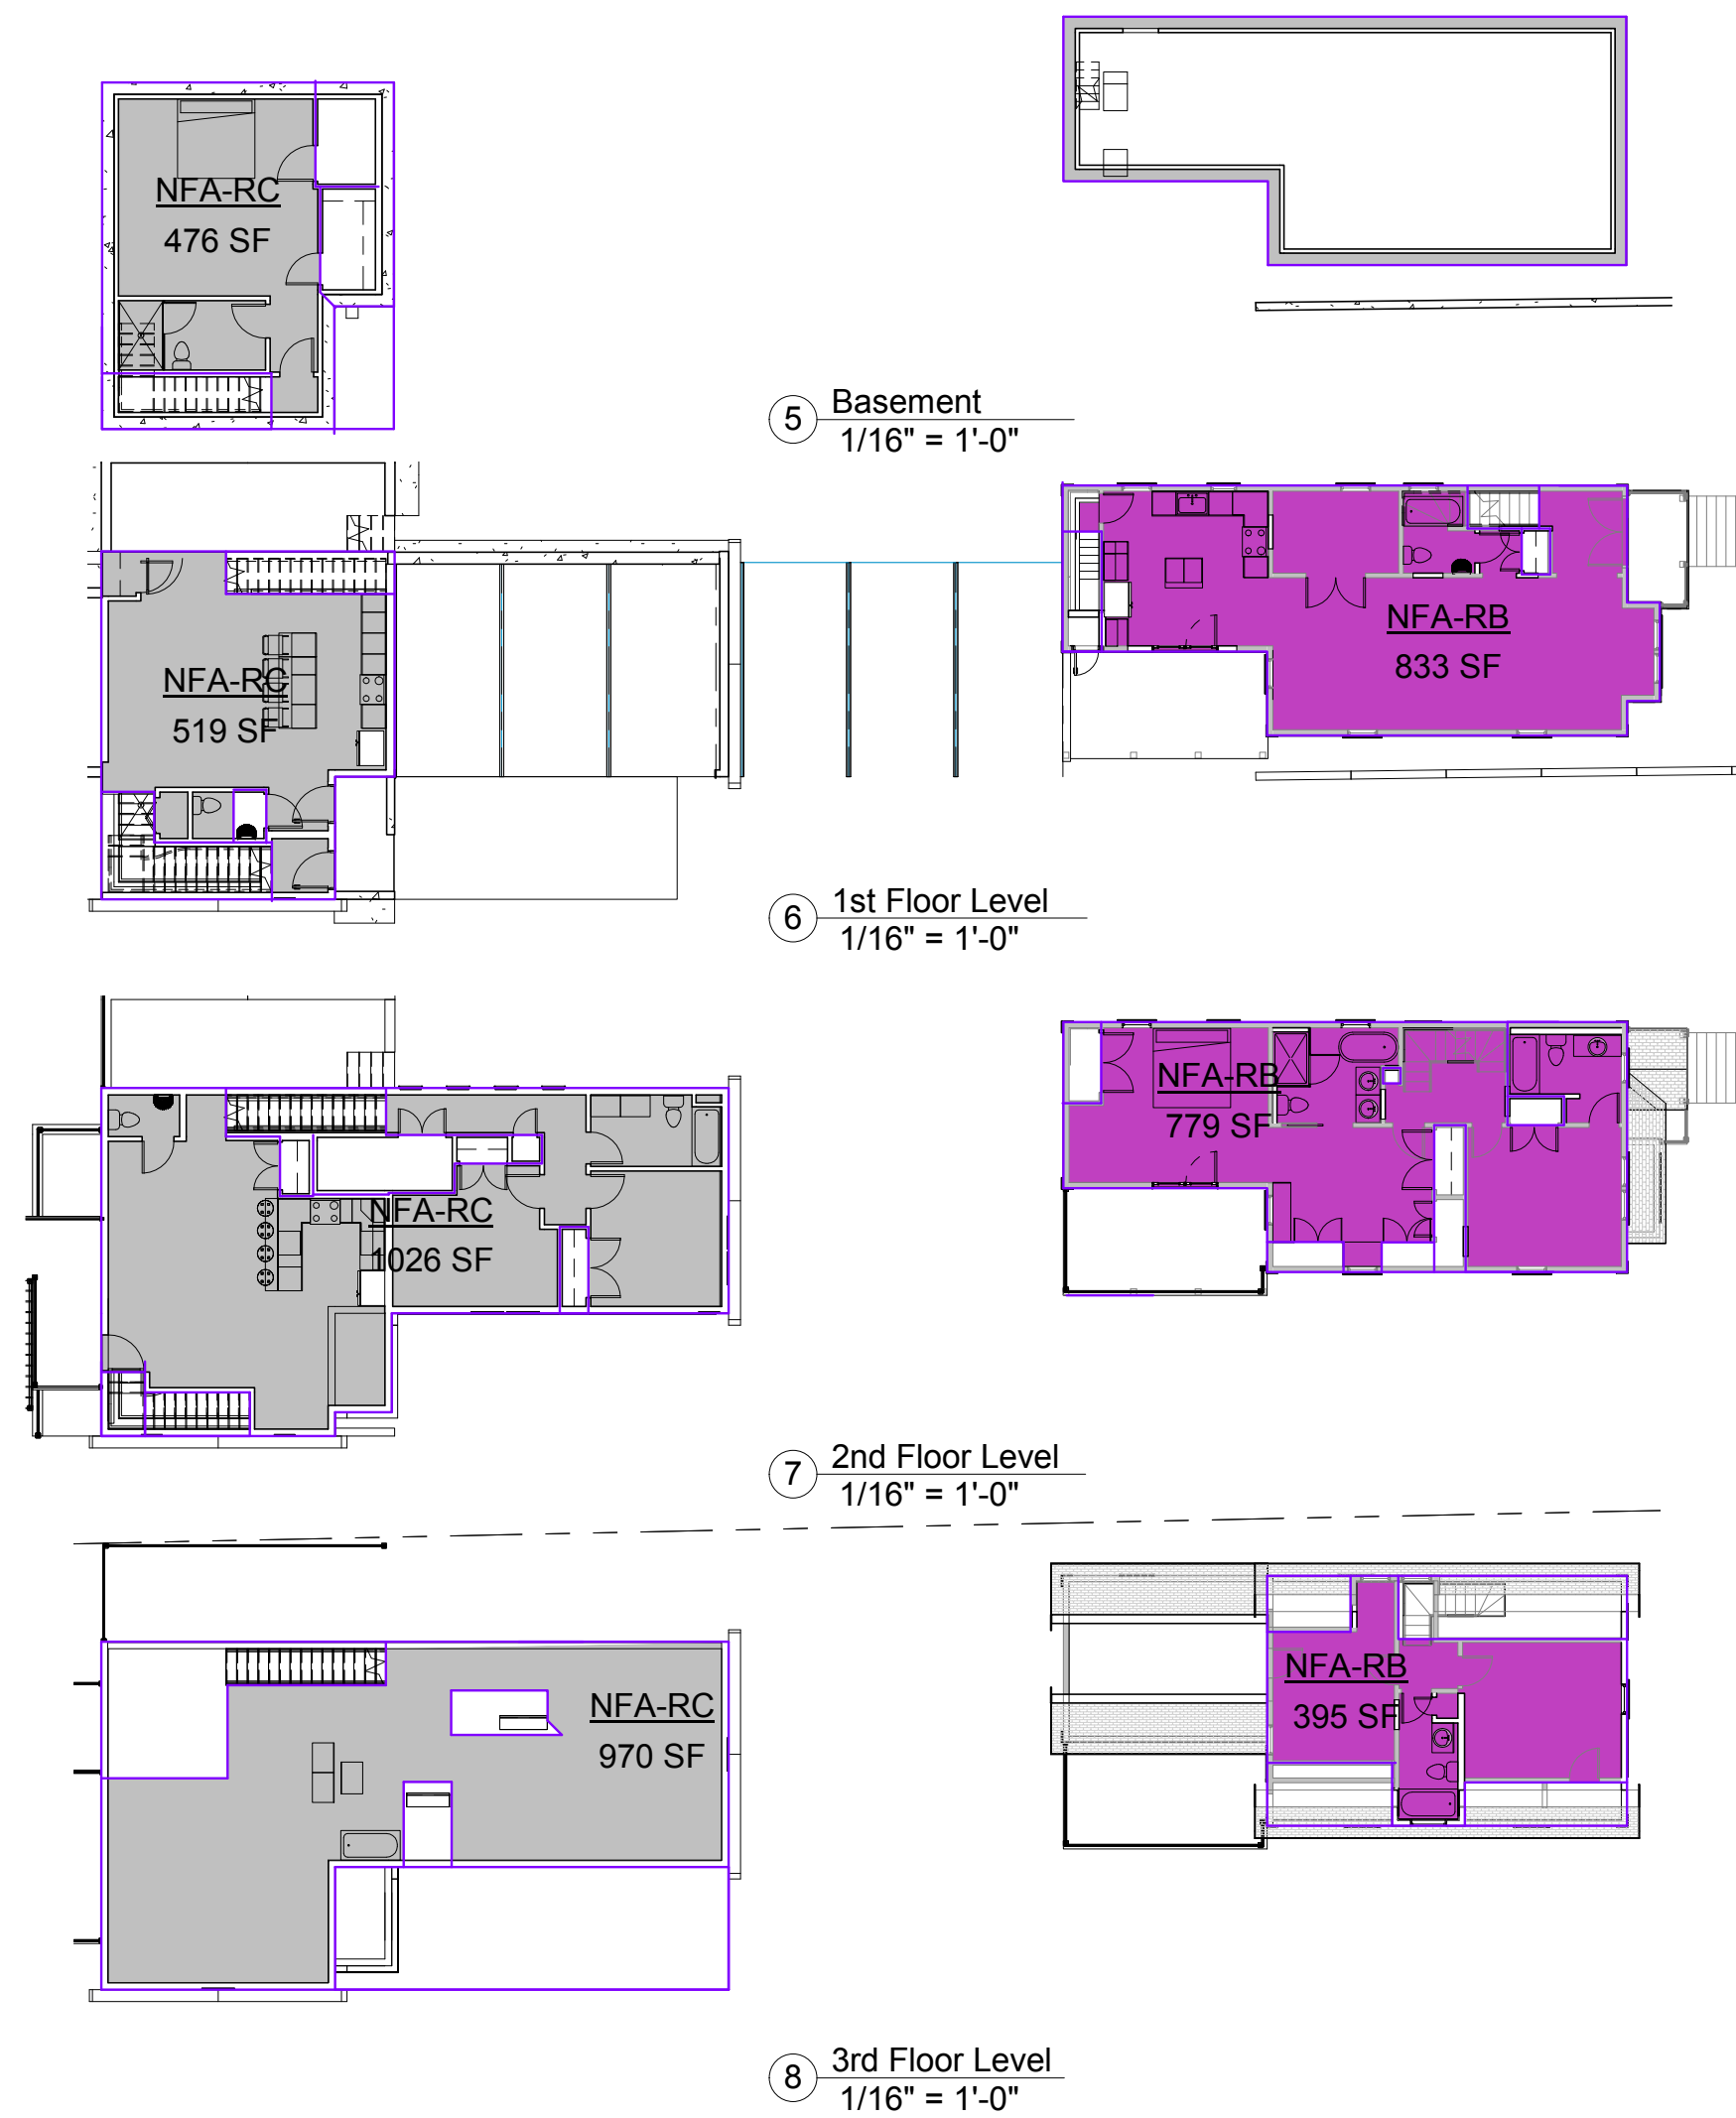 NFA-RC
476 SF
5
Basement
1/16" = 1'-0"
NFA-RC
519 SF
NFA-RB
833 SF
6
1st Floor Level
1/16" = 1'-0"
NFA-RC
1026 SF
NFA-RB
779 SF
7
2nd Floor Level
1/16" = 1'-0"
NFA-RC
970 SF
NFA-RB
395 SF
8
3rd Floor Level
1/16" = 1'-0"